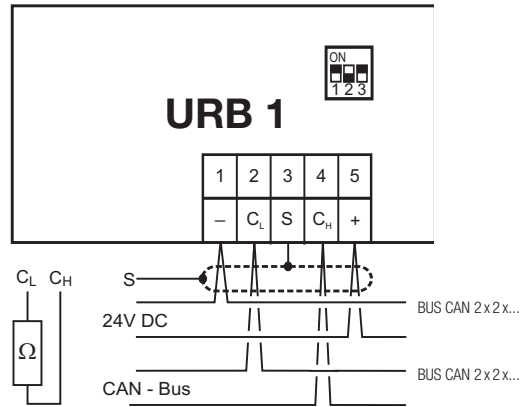 ON
1 2 3
URB 1
1 2 3 4 5
– CL S CH +
CL CH
S
24V DC
BUS CAN 2 x 2 x...
Ω
BUS CAN 2 x 2 x...
CAN - Bus